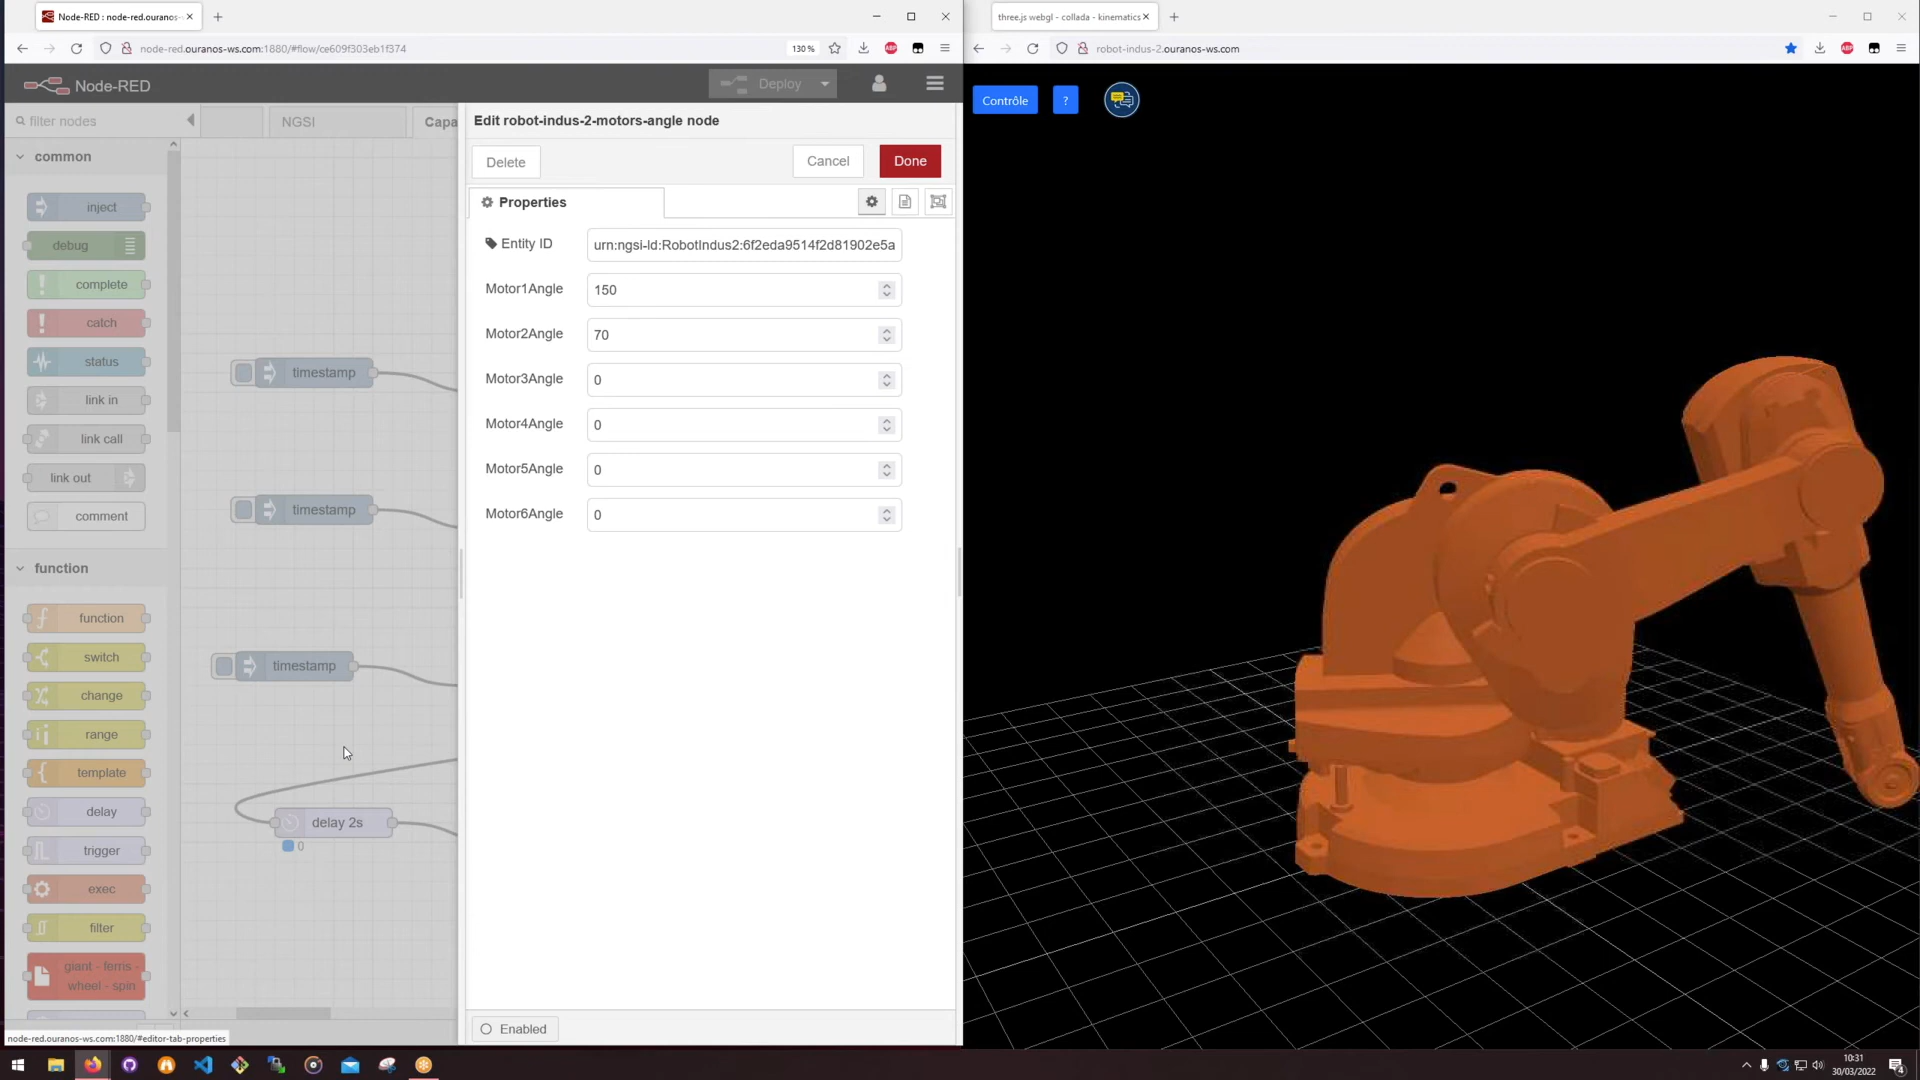 Node-RED : node-red.ouranos-
three.js webgl - collada - kinematics
node-red.ouranos-ws.com:1880/#flow/ce609f303eb1f374
130 %
ABP
robot-indus-2.ouranos-ws.com
ABP
Node-RED
Deploy
Contrôle
?
filter nodes
NGSI
Capa
Edit robot-indus-2-motors-angle node
Delete
Cancel
Done
Properties
common
inject
debug
complete
catch
status
link in
link call
link out
comment
function
function
switch
change
range
template
delay
trigger
exec
filter
giant - ferris -
wheel - spin
timestamp
timestamp
timestamp
delay 2s
0
Entity ID
urn:ngsi-ld:RobotIndus2:6f2eda9514f2d81902e5a
Motor1Angle
150
Motor2Angle
70
Motor3Angle
0
Motor4Angle
0
Motor5Angle
0
Motor6Angle
0
Enabled
node-red.ouranos-ws.com:1880/#editor-tab-properties
10:31
30/03/2022
4